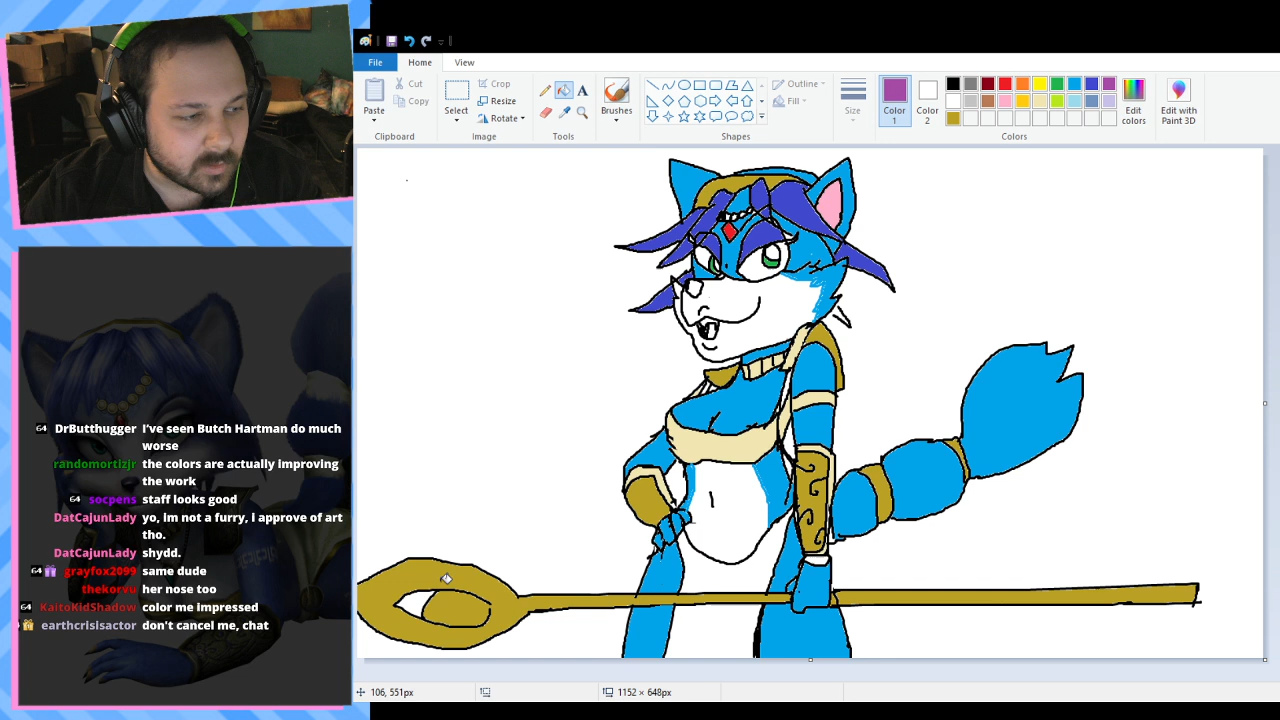 File
Home
View
Paste
Cut
Copy
Clipboard
Select
Crop
Resize
Rotate
Image
A
Tools
Brushes
Outline
Fill
Shapes
Size
Color
1
Color
2
Edit
colors
Colors
Edit with
Paint 3D
64 DrButthugger I've seen Butch Hartman do much
worse
randomortizjr the colors are actually improving
the work
64 socpens staff looks good
DatCajunLady yo, Im not a furry, I approve of art
tho.
DatCajunLady shydd.
64 grayfox2099 same dude
thekorvu her nose too
64 KaitoKidShadow color me impressed
earthcrisisactor don't cancel me, chat
106, 551px
1152 × 648px